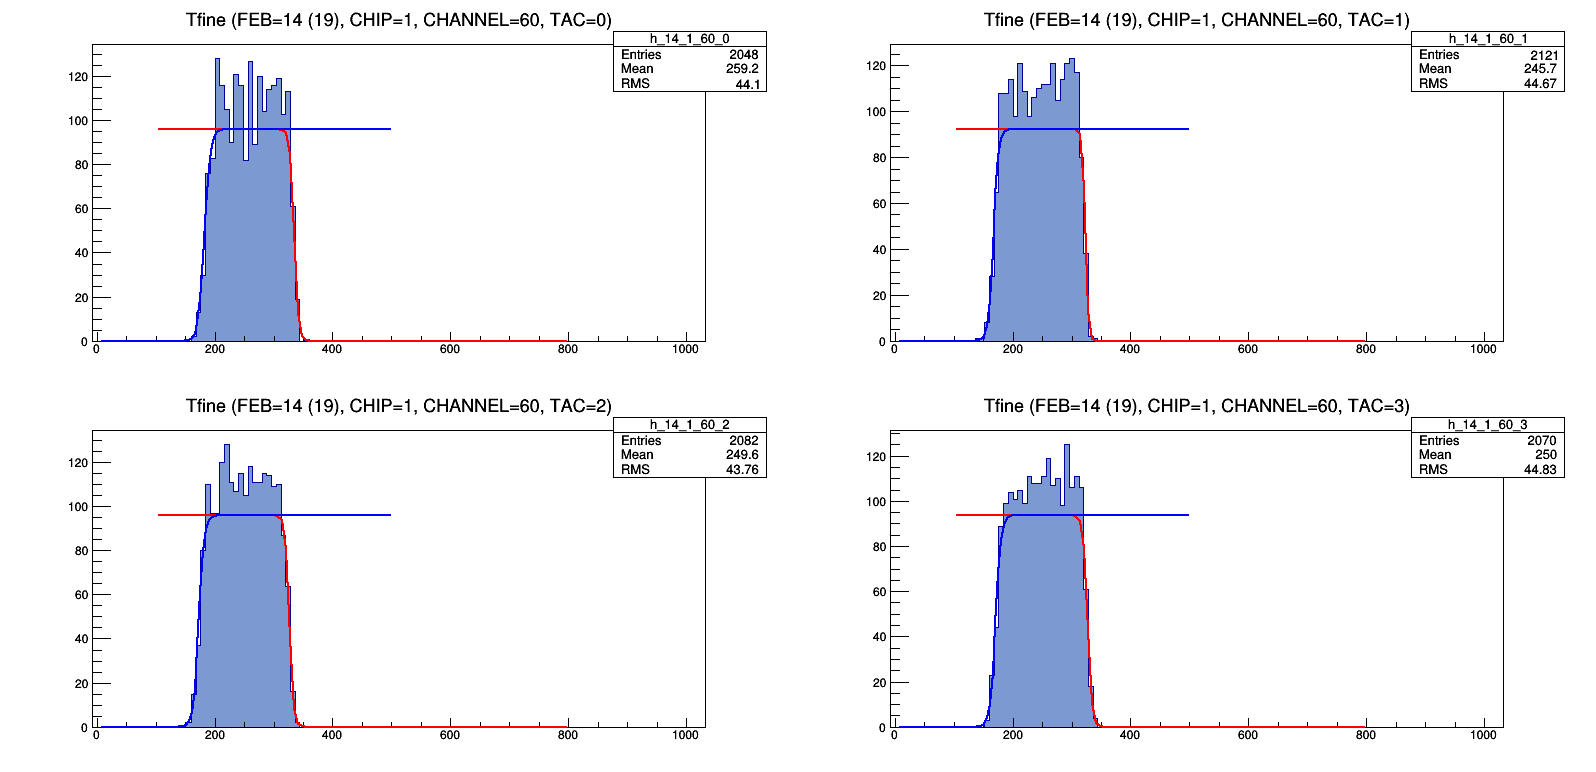 Tfine (FEB=14 (19), CHIP=1, CHANNEL=60, TAC=0)
h_14_1_60_0
Entries 2048
Mean 259.2
RMS 44.1
120
100
80
60
40
20
0
0 200 400 600 800 1000
Tfine (FEB=14 (19), CHIP=1, CHANNEL=60, TAC=1)
h_14_1_60_1
Entries 2121
Mean 245.7
RMS 44.67
120
100
80
60
40
20
0
0 200 400 600 800 1000
Tfine (FEB=14 (19), CHIP=1, CHANNEL=60, TAC=2)
h_14_1_60_2
Entries 2082
Mean 249.6
RMS 43.76
120
100
80
60
40
20
0
0 200 400 600 800 1000
Tfine (FEB=14 (19), CHIP=1, CHANNEL=60, TAC=3)
h_14_1_60_3
Entries 2070
Mean 250
RMS 44.83
120
100
80
60
40
20
0
0 200 400 600 800 1000